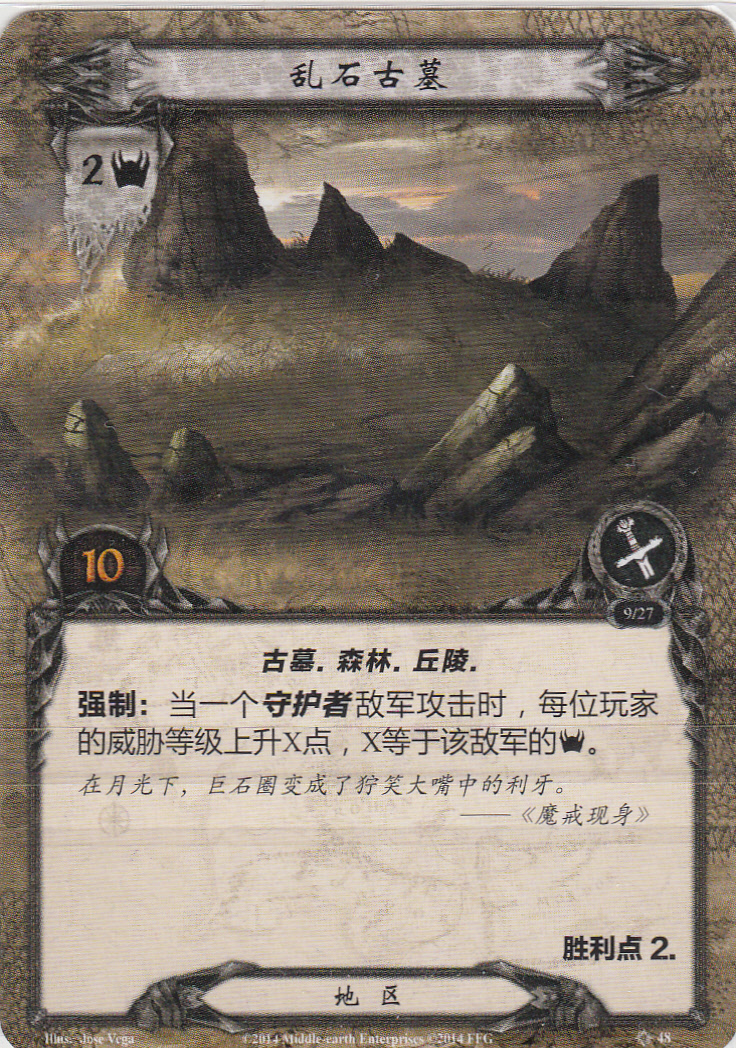 乱石古墓
2
10
9/27
古墓. 森林. 丘陵.
强制：当一个守护者敌军攻击时，每位玩家
的威胁等级上升X点，X等于该敌军的。
在月光下，巨石圈变成了狞笑大嘴中的利牙。
——《魔戒现身》
胜利点 2.
地区
Illus. Jose Vega
©2014 Middle-earth Enterprises ©2014 FFG
48